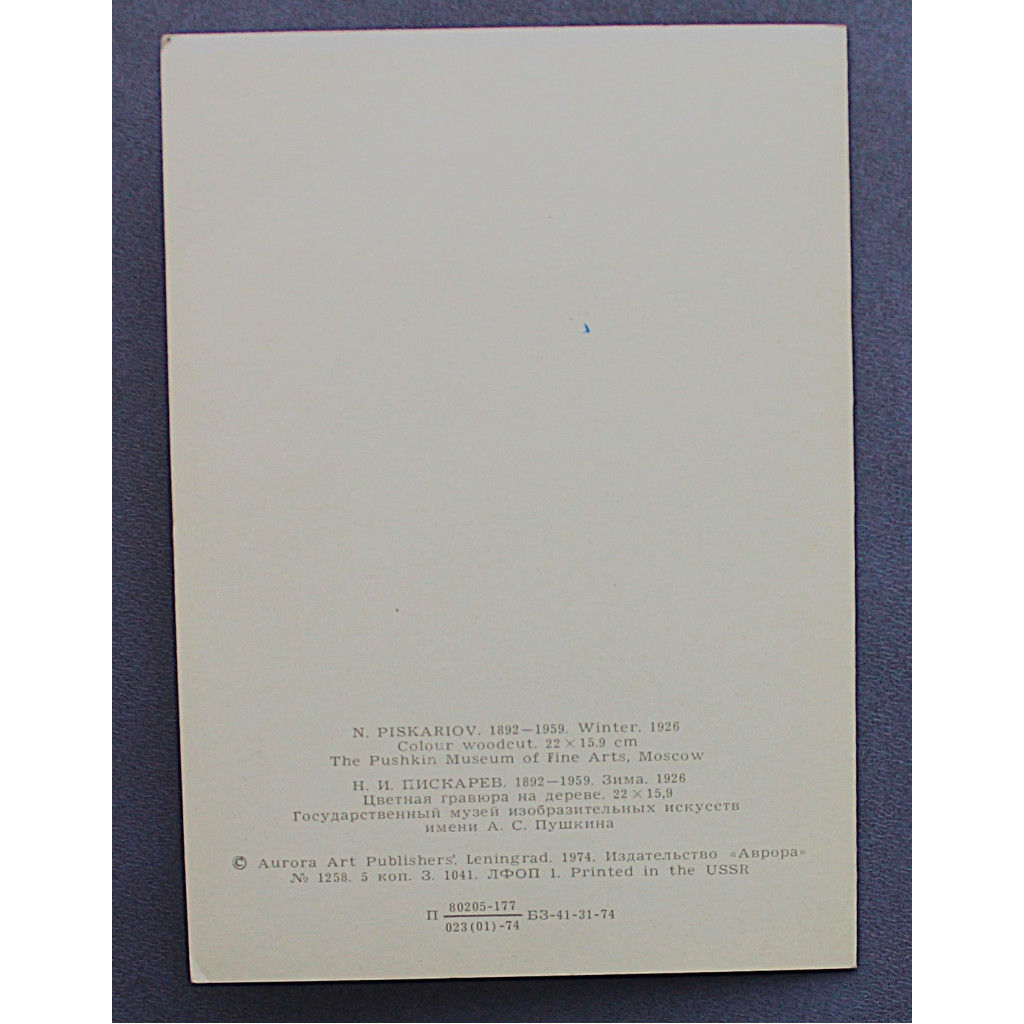 N. PISKARIOV. 1892—1959. Winter. 1926
Colour woodcut. 22 × 15.9 cm
The Pushkin Museum of Fine Arts, Moscow
Н. И. ПИСКАРЕВ. 1892—1959. Зима. 1926
Цветная гравюра на дереве. 22 × 15,9
Государственный музей изобразительных искусств
имени А. С. Пушкина
© Aurora Art Publishers'. Leningrad. 1974. Издательство «Аврора»
№ 1258. 5 коп. З. 1041. ЛФОП 1. Printed in the USSR
80205-177
П БЗ-41-31-74
023(01)-74